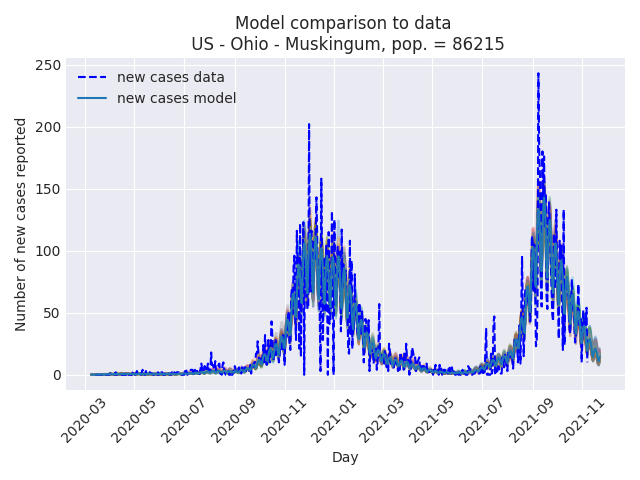 Model comparison to data
US - Ohio - Muskingum, pop. = 86215
250
200
150
100
50
0
Number of new cases reported
new cases data
new cases model
2020-03
2020-05
2020-07
2020-09
2020-11
2021-01
2021-03
2021-05
2021-07
2021-09
2021-11
Day